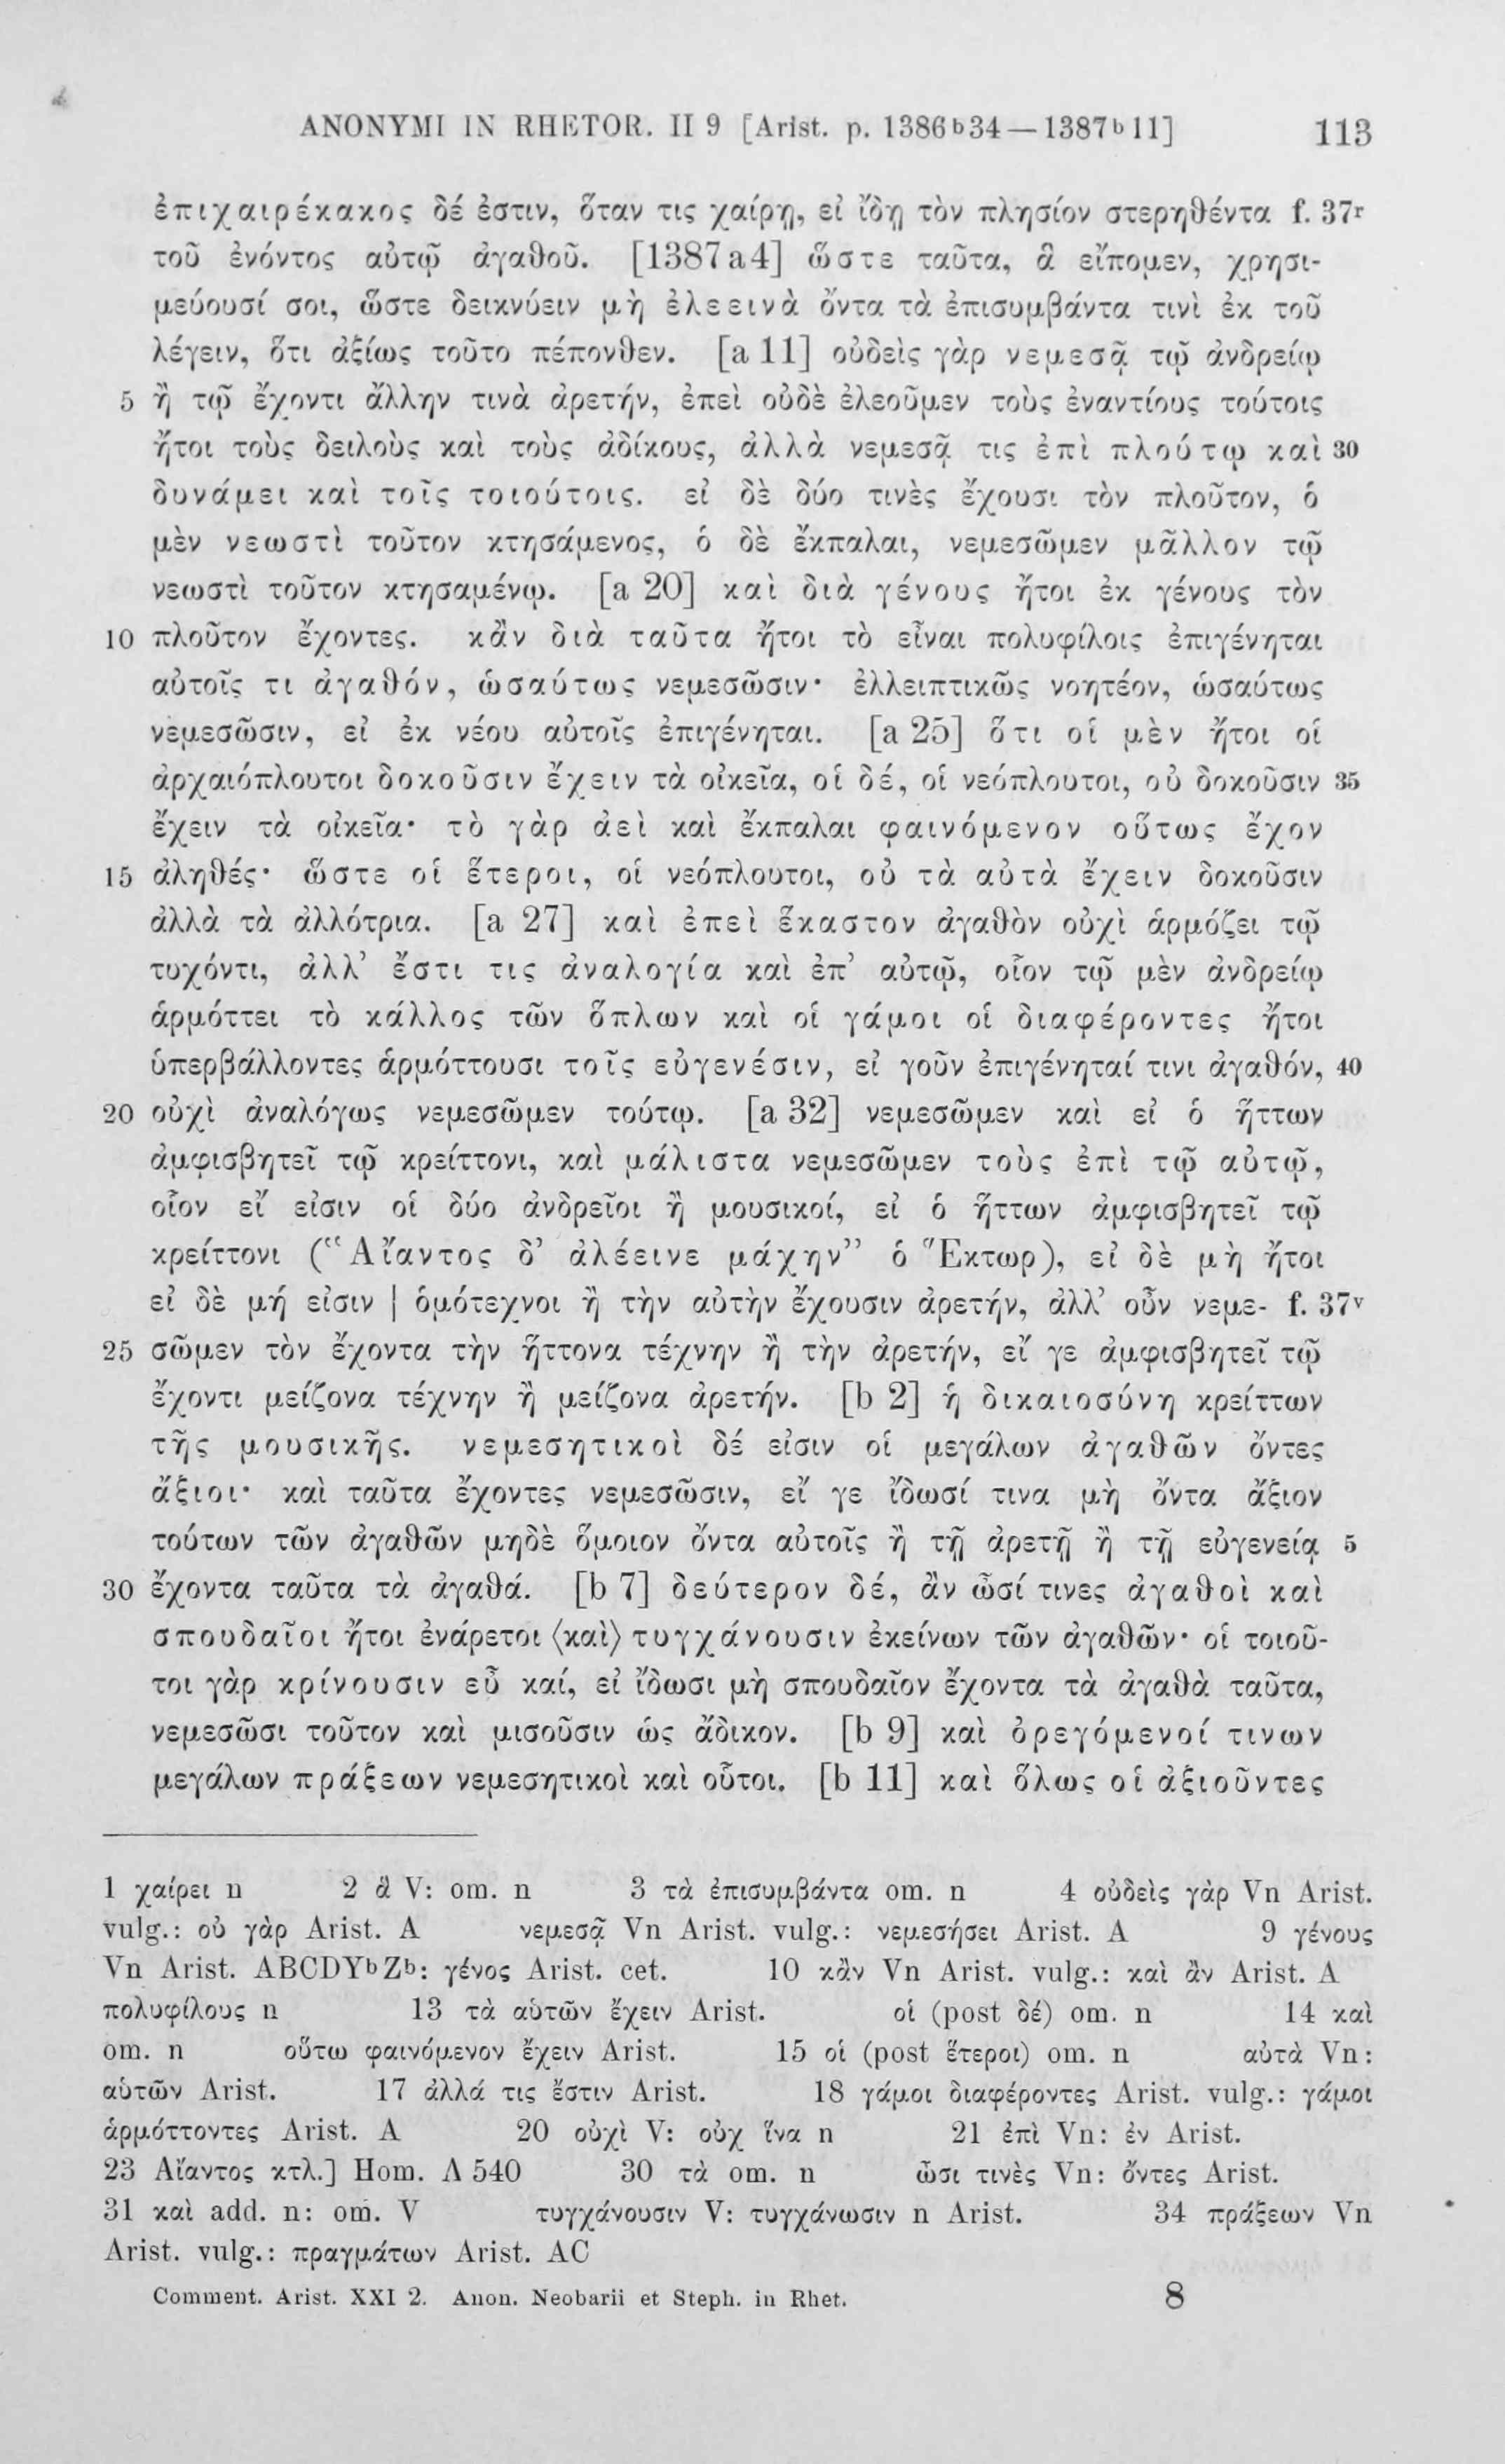 ANONYMI IN RHETOR. II 9 [Arist. p. 1386ᵇ34—1387ᵇ11] 113
ἐπιχαιρέκακος δέ ἐστιν, ὅταν τις χαίρῃ, εἰ ἴδῃ τὸν πλησίον στερηθέντα f. 37ʳ
τοῦ ἐνόντος αὐτῷ ἀγαθοῦ. [1387a4] ὥστε ταῦτα, ἃ εἴπομεν, χρησι-
μεύουσί σοι, ὥστε δεικνύειν μὴ ἐλεεινὰ ὄντα τὰ ἐπισυμβάντα τινὶ ἐκ τοῦ
λέγειν, ὅτι ἀξίως τοῦτο πέπονθεν. [a 11] οὐδεὶς γὰρ νεμεσᾷ τῷ ἀνδρείῳ
5 ἢ τῷ ἔχοντι ἄλλην τινὰ ἀρετήν, ἐπεὶ οὐδὲ ἐλεοῦμεν τοὺς ἐναντίους τούτοις
ἤτοι τοὺς δειλοὺς καὶ τοὺς ἀδίκους, ἀλλὰ νεμεσᾷ τις ἐπὶ πλούτῳ καὶ 30
δυνάμει καὶ τοῖς τοιούτοις. εἰ δὲ δύο τινὲς ἔχουσι τὸν πλοῦτον, ὁ
μὲν νεωστὶ τοῦτον κτησάμενος, ὁ δὲ ἔκπαλαι, νεμεσῶμεν μᾶλλον τῷ
νεωστὶ τοῦτον κτησαμένῳ. [a 20] καὶ διὰ γένους ἤτοι ἐκ γένους τὸν
10 πλοῦτον ἔχοντες. κἂν διὰ ταῦτα ἤτοι τὸ εἶναι πολυφίλοις ἐπιγένηται
αὐτοῖς τι ἀγαθόν, ὡσαύτως νεμεσῶσιν· ἐλλειπτικῶς νοητέον, ὡσαύτως
νεμεσῶσιν, εἰ ἐκ νέου αὐτοῖς ἐπιγένηται. [a 25] ὅτι οἱ μὲν ἤτοι οἱ
ἀρχαιόπλουτοι δοκοῦσιν ἔχειν τὰ οἰκεῖα, οἱ δέ, οἱ νεόπλουτοι, οὐ δοκοῦσιν 35
ἔχειν τὰ οἰκεῖα· τὸ γὰρ ἀεὶ καὶ ἔκπαλαι φαινόμενον οὕτως ἔχον
15 ἀληθές· ὥστε οἱ ἕτεροι, οἱ νεόπλουτοι, οὐ τὰ αὐτὰ ἔχειν δοκοῦσιν
ἀλλὰ τὰ ἀλλότρια. [a 27] καὶ ἐπεὶ ἕκαστον ἀγαθὸν οὐχὶ ἁρμόζει τῷ
τυχόντι, ἀλλ’ ἔστι τις ἀναλογία καὶ ἐπ’ αὐτῷ, οἷον τῷ μὲν ἀνδρείῳ
ἁρμόττει τὸ κάλλος τῶν ὅπλων καὶ οἱ γάμοι οἱ διαφέροντες ἤτοι
ὑπερβάλλοντες ἁρμόττουσι τοῖς εὐγενέσιν, εἰ γοῦν ἐπιγένηταί τινι ἀγαθόν, 40
20 οὐχὶ ἀναλόγως νεμεσῶμεν τούτῳ. [a 32] νεμεσῶμεν καὶ εἰ ὁ ἥττων
ἀμφισβητεῖ τῷ κρείττονι, καὶ μάλιστα νεμεσῶμεν τοὺς ἐπὶ τῷ αὐτῷ,
οἷον εἴ εἰσιν οἱ δύο ἀνδρεῖοι ἢ μουσικοί, εἰ ὁ ἥττων ἀμφισβητεῖ τῷ
κρείττονι (“Αἴαντος δ’ ἀλέεινε μάχην” ὁ Ἕκτωρ), εἰ δὲ μὴ ἤτοι
εἰ δὲ μή εἰσιν | ὁμότεχνοι ἢ τὴν αὐτὴν ἔχουσιν ἀρετήν, ἀλλ’ οὖν νεμε- f. 37ᵛ
25 σῶμεν τὸν ἔχοντα τὴν ἥττονα τέχνην ἢ τὴν ἀρετήν, εἴ γε ἀμφισβητεῖ τῷ
ἔχοντι μείζονα τέχνην ἢ μείζονα ἀρετήν. [b 2] ἡ δικαιοσύνη κρείττων
τῆς μουσικῆς. νεμεσητικοὶ δέ εἰσιν οἱ μεγάλων ἀγαθῶν ὄντες
ἄξιοι· καὶ ταῦτα ἔχοντες νεμεσῶσιν, εἴ γε ἴδωσί τινα μὴ ὄντα ἄξιον
τούτων τῶν ἀγαθῶν μηδὲ ὅμοιον ὄντα αὐτοῖς ἢ τῇ ἀρετῇ ἢ τῇ εὐγενείᾳ 5
30 ἔχοντα ταῦτα τὰ ἀγαθά. [b 7] δεύτερον δέ, ἂν ὦσί τινες ἀγαθοὶ καὶ
σπουδαῖοι ἤτοι ἐνάρετοι ⟨καὶ⟩ τυγχάνουσιν ἐκείνων τῶν ἀγαθῶν· οἱ τοιοῦ-
τοι γὰρ κρίνουσιν εὖ καί, εἰ ἴδωσι μὴ σπουδαῖον ἔχοντα τὰ ἀγαθὰ ταῦτα,
νεμεσῶσι τοῦτον καὶ μισοῦσιν ὡς ἄδικον. [b 9] καὶ ὀρεγόμενοί τινων
μεγάλων πράξεων νεμεσητικοὶ καὶ οὗτοι. [b 11] καὶ ὅλως οἱ ἀξιοῦντες
1 χαίρει n 2 ἃ V: om. n 3 τὰ ἐπισυμβάντα om. n 4 οὐδεὶς γὰρ Vn Arist.
vulg.: οὐ γὰρ Arist. A νεμεσᾷ Vn Arist. vulg.: νεμεσήσει Arist. A 9 γένους
Vn Arist. ABCDYᵇZᵇ: γένος Arist. cet. 10 κἂν Vn Arist. vulg.: καὶ ἂν Arist. A
πολυφίλους n 13 τὰ αὑτῶν ἔχειν Arist. οἱ (post δέ) om. n 14 καὶ
om. n οὕτω φαινόμενον ἔχειν Arist. 15 οἱ (post ἕτεροι) om. n αὐτὰ Vn:
αὑτῶν Arist. 17 ἀλλά τις ἔστιν Arist. 18 γάμοι διαφέροντες Arist. vulg.: γάμοι
ἁρμόττοντες Arist. A 20 οὐχὶ V: οὐχ ἵνα n 21 ἐπὶ Vn: ἐν Arist.
23 Αἴαντος κτλ.] Hom. Λ 540 30 τὰ om. n ὦσι τινὲς Vn: ὄντες Arist.
31 καὶ add. n: om. V τυγχάνουσιν V: τυγχάνωσιν n Arist. 34 πράξεων Vn
Arist. vulg.: πραγμάτων Arist. AC
Comment. Arist. XXI 2. Anon. Neobarii et Steph. in Rhet. 8